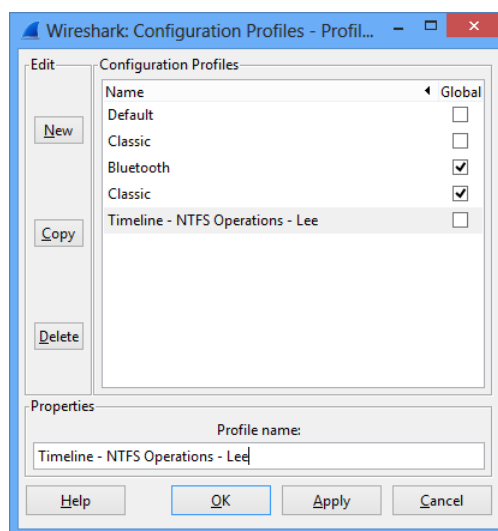 Wireshark: Configuration Profiles - Profil...
Edit
Configuration Profiles
Name Global
New
Default
Classic
Bluetooth
Classic
Copy
Timeline - NTFS Operations - Lee
Delete
Properties
Profile name:
Timeline - NTFS Operations - Lee
Help OK Apply Cancel